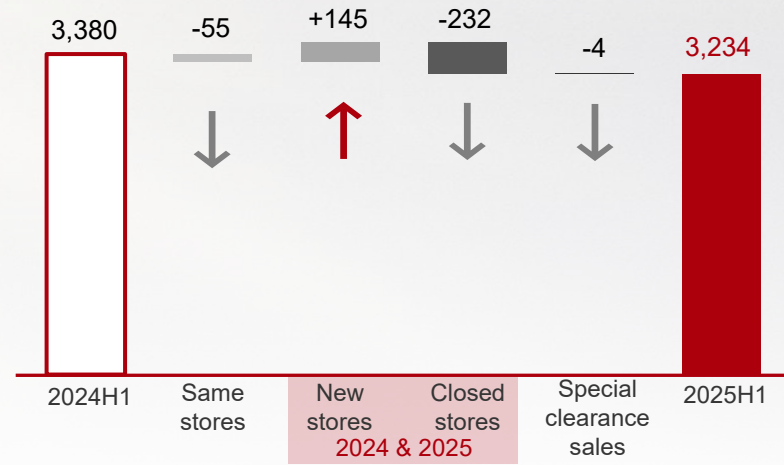 3,380
-55
+145
-232
-4
3,234
2024H1
Same
stores
New
stores
Closed
stores
2024 & 2025
Special
clearance
sales
2025H1